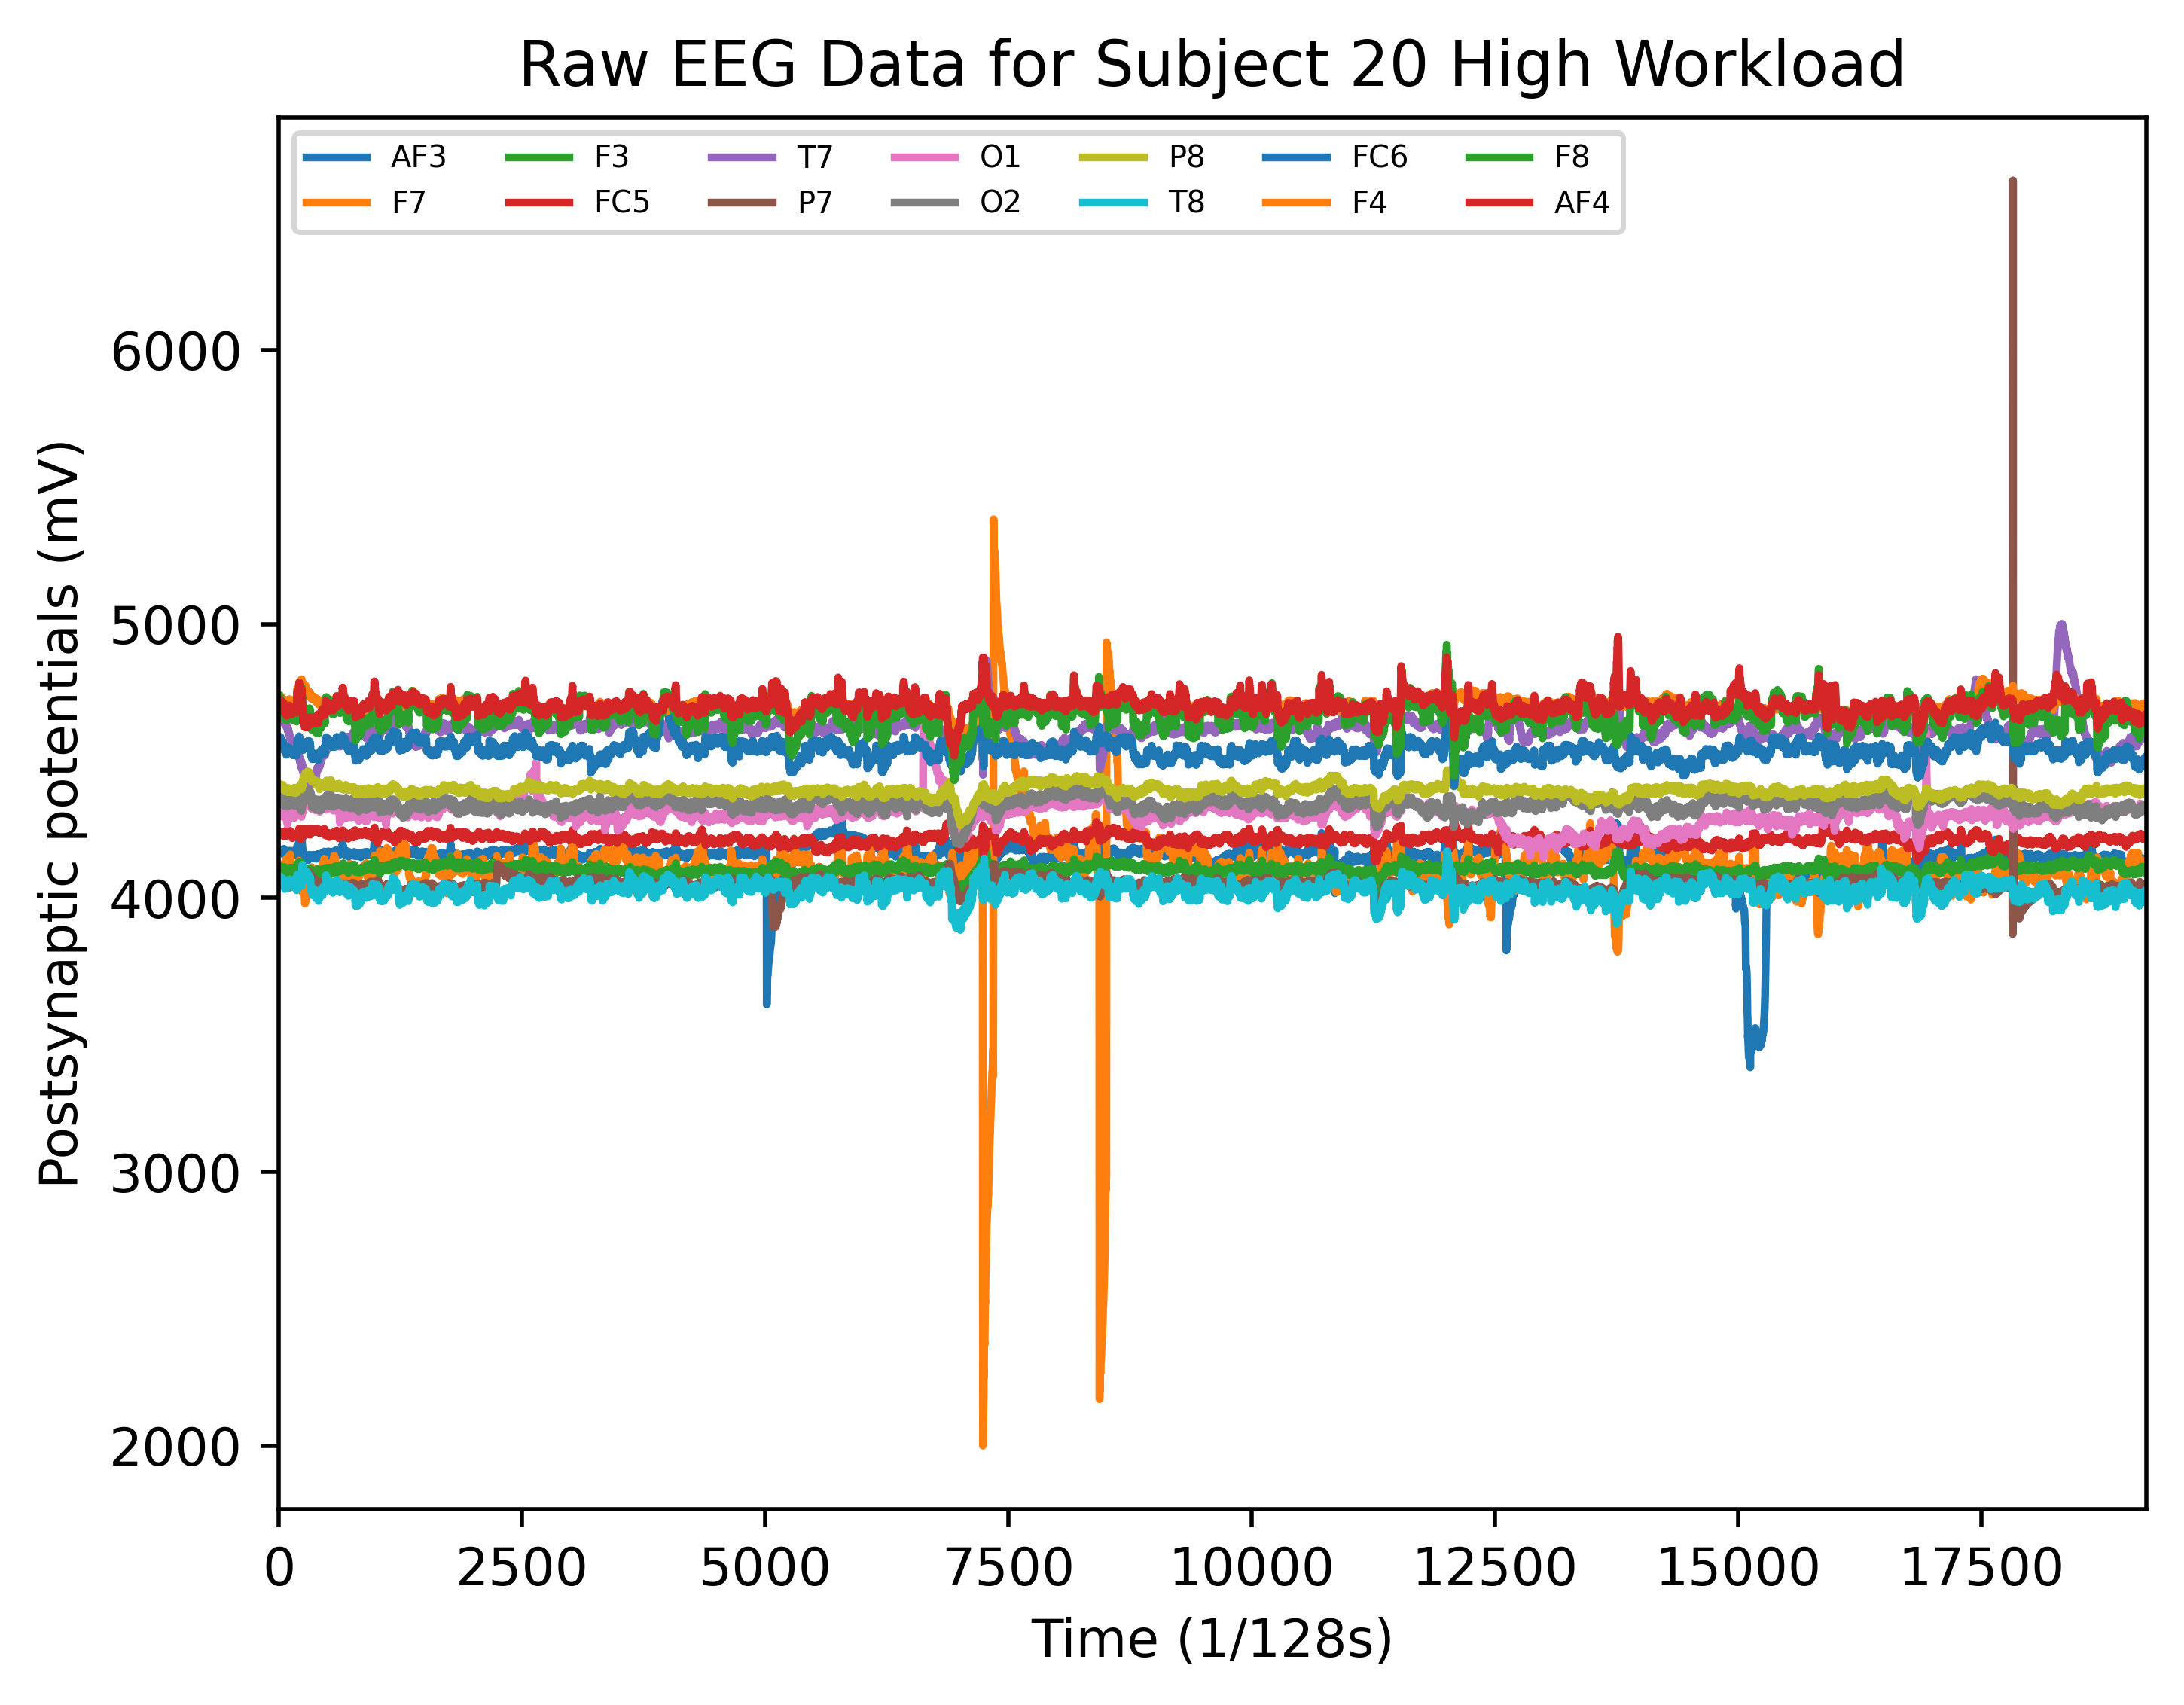 Raw EEG Data for Subject 20 High Workload
AF3 F3 T7 O1 P8 FC6 F8
F7 FC5 P7 O2 T8 F4 AF4
Postsynaptic potentials (mV)
6000
5000
4000
3000
2000
0 2500 5000 7500 10000 12500 15000 17500
Time (1/128s)